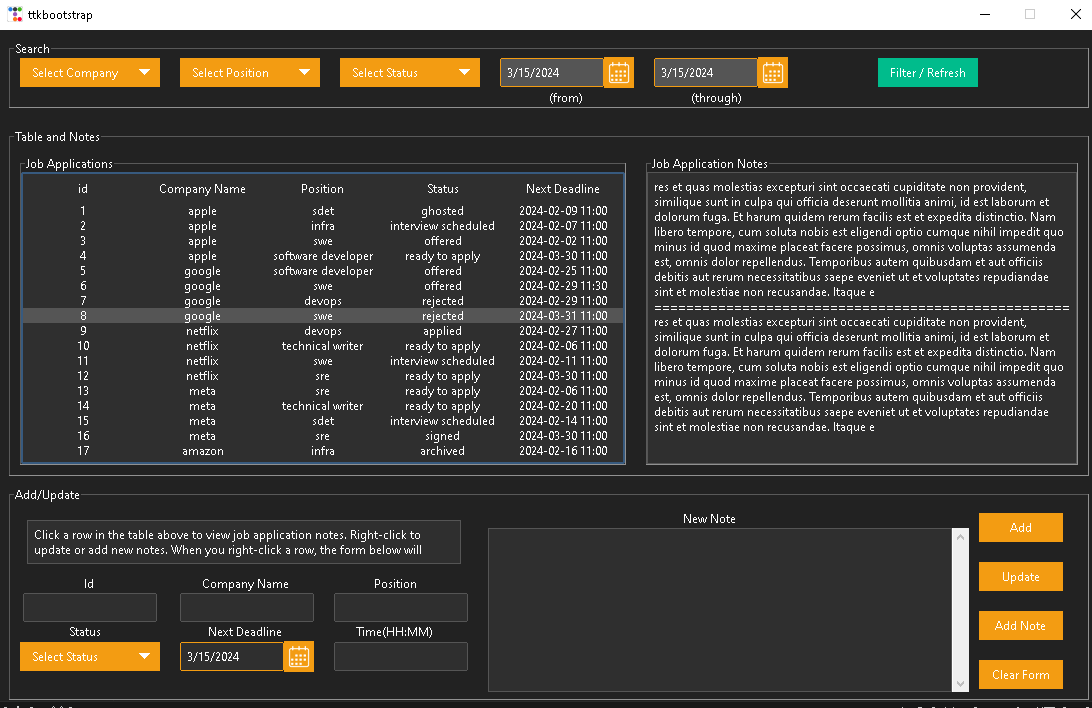 ttkbootstrap
Search
Select Company Select Position Select Status 3/15/2024 3/15/2024 Filter / Refresh
(from) (through)
Table and Notes
Job Applications
id Company Name Position Status Next Deadline
1 apple sdet ghosted 2024-02-09 11:00
2 apple infra interview scheduled 2024-02-07 11:00
3 apple swe offered 2024-02-02 11:00
4 apple software developer ready to apply 2024-03-30 11:00
5 google software developer offered 2024-02-25 11:00
6 google swe offered 2024-02-29 11:30
7 google devops rejected 2024-02-29 11:00
8 google swe rejected 2024-03-31 11:00
9 netflix devops applied 2024-02-27 11:00
10 netflix technical writer ready to apply 2024-02-06 11:00
11 netflix swe interview scheduled 2024-02-11 11:00
12 netflix sre ready to apply 2024-03-30 11:00
13 meta sre ready to apply 2024-02-06 11:00
14 meta technical writer ready to apply 2024-02-20 11:00
15 meta sdet interview scheduled 2024-02-14 11:00
16 meta sre signed 2024-03-30 11:00
17 amazon infra archived 2024-02-16 11:00
Job Application Notes
res et quas molestias excepturi sint occaecati cupiditate non provident,
similique sunt in culpa qui officia deserunt mollitia animi, id est laborum et
dolorum fuga. Et harum quidem rerum facilis est et expedita distinctio. Nam
libero tempore, cum soluta nobis est eligendi optio cumque nihil impedit quo
minus id quod maxime placeat facere possimus, omnis voluptas assumenda
est, omnis dolor repellendus. Temporibus autem quibusdam et aut officiis
debitis aut rerum necessitatibus saepe eveniet ut et voluptates repudiandae
sint et molestiae non recusandae. Itaque e
====================================================
res et quas molestias excepturi sint occaecati cupiditate non provident,
similique sunt in culpa qui officia deserunt mollitia animi, id est laborum et
dolorum fuga. Et harum quidem rerum facilis est et expedita distinctio. Nam
libero tempore, cum soluta nobis est eligendi optio cumque nihil impedit quo
minus id quod maxime placeat facere possimus, omnis voluptas assumenda
est, omnis dolor repellendus. Temporibus autem quibusdam et aut officiis
debitis aut rerum necessitatibus saepe eveniet ut et voluptates repudiandae
sint et molestiae non recusandae. Itaque e
Add/Update
Click a row in the table above to view job application notes. Right-click to
update or add new notes. When you right-click a row, the form below will
Id Company Name Position
Status Next Deadline Time(HH:MM)
Select Status 3/15/2024
New Note
Add
Update
Add Note
Clear Form